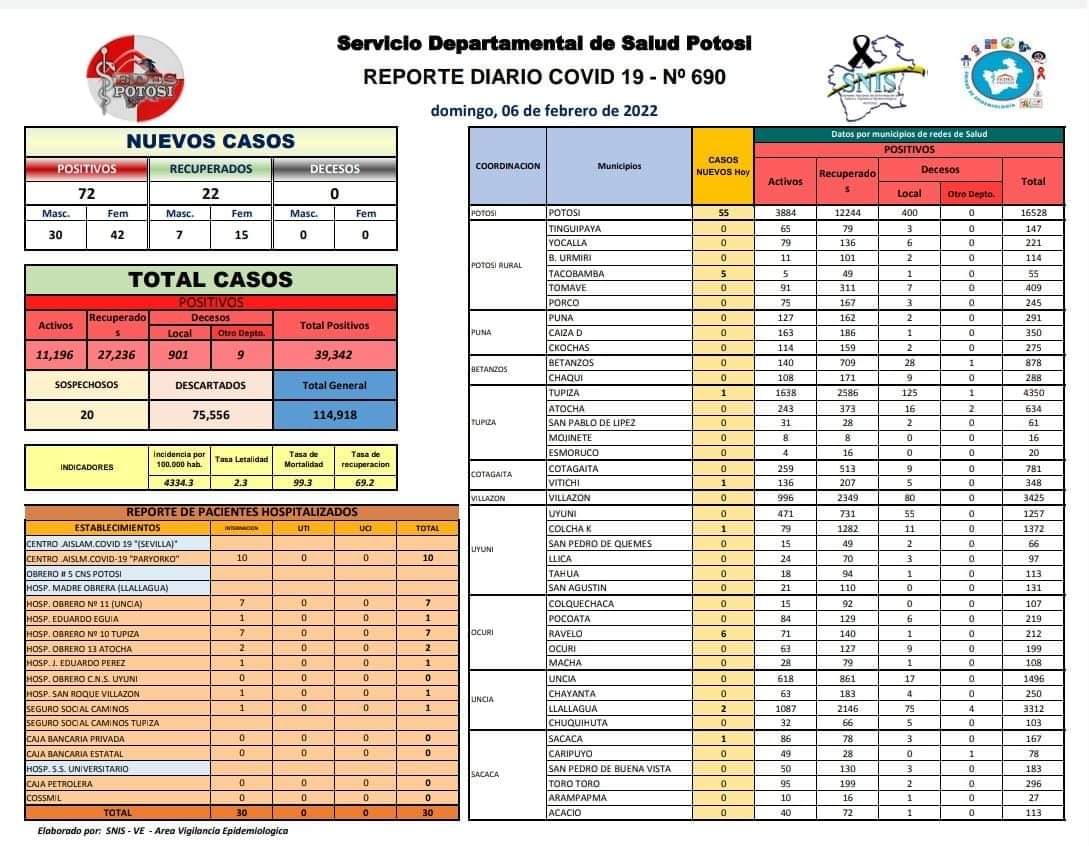 Servicio Departamental de Salud Potosi
REPORTE DIARIO COVID 19 - Nº 690
domingo, 06 de febrero de 2022
SEDES
POTOSI
SNIS
NUEVOS CASOS
POSITIVOS RECUPERADOS DECESOS
72 22 0
Masc. Fem Masc. Fem Masc. Fem
30 42 7 15 0 0
TOTAL CASOS
POSITIVOS
Activos Recuperados Decesos Total Positivos
Local Otro Depto.
11,196 27,236 901 9 39,342
SOSPECHOSOS DESCARTADOS Total General
20 75,556 114,918
INDICADORES Incidencia por 100.000 hab. Tasa Letalidad Tasa de Mortalidad Tasa de recuperacion
4334.3 2.3 99.3 69.2
REPORTE DE PACIENTES HOSPITALIZADOS
ESTABLECIMIENTOS INTERNACION UTI UCI TOTAL
CENTRO .AISLAM.COVID 19 "(SEVILLA)"
CENTRO .AISLM.COVID-19 "PARYORKO" 10 0 0 10
OBRERO # 5 CNS POTOSI
HOSP. MADRE OBRERA (LLALLAGUA)
HOSP. OBRERO Nº 11 (UNCIA) 7 0 0 7
HOSP. EDUARDO EGUIA 1 0 0 1
HOSP. OBRERO Nº 10 TUPIZA 7 0 0 7
HOSP. OBRERO 13 ATOCHA 2 0 0 2
HOSP. J. EDUARDO PEREZ 1 0 0 1
HOSP. OBRERO C.N.S. UYUNI 0 0 0 0
HOSP. SAN ROQUE VILLAZON 1 0 0 1
SEGURO SOCIAL CAMINOS 1 0 0 1
SEGURO SOCIAL CAMINOS TUPIZA
CAJA BANCARIA PRIVADA 0 0 0 0
CAJA BANCARIA ESTATAL 0 0 0 0
HOSP. S.S. UNIVERSITARIO
CAJA PETROLERA 0 0 0 0
COSSMIL 0 0 0 0
TOTAL 30 0 0 30
Elaborado por: SNIS - VE - Area Vigilancia Epidemiologica
COORDINACION Municipios CASOS NUEVOS Hoy Datos por municipios de redes de Salud
POSITIVOS
Activos Recuperados Decesos Total
Local Otro Depto.
POTOSI POTOSI 55 3884 12244 400 0 16528
POTOSI RURAL TINGUIPAYA 0 65 79 3 0 147
YOCALLA 0 79 136 6 0 221
B. URMIRI 0 11 101 2 0 114
TACOBAMBA 5 5 49 1 0 55
TOMAVE 0 91 311 7 0 409
PORCO 0 75 167 3 0 245
PUNA PUNA 0 127 162 2 0 291
CAIZA D 0 163 186 1 0 350
CKOCHAS 0 114 159 2 0 275
BETANZOS BETANZOS 0 140 709 28 1 878
CHAQUI 0 108 171 9 0 288
TUPIZA TUPIZA 1 1638 2586 125 1 4350
ATOCHA 0 243 373 16 2 634
SAN PABLO DE LIPEZ 0 31 28 2 0 61
MOJINETE 0 8 8 0 0 16
ESMORUCO 0 4 16 0 0 20
COTAGAITA COTAGAITA 0 259 513 9 0 781
VITICHI 1 136 207 5 0 348
VILLAZON VILLAZON 0 996 2349 80 0 3425
UYUNI UYUNI 0 471 731 55 0 1257
COLCHA K 1 79 1282 11 0 1372
SAN PEDRO DE QUEMES 0 15 49 2 0 66
LLICA 0 24 70 3 0 97
TAHUA 0 18 94 1 0 113
SAN AGUSTIN 0 21 110 0 0 131
OCURI COLQUECHACA 0 15 92 0 0 107
POCOATA 0 84 129 6 0 219
RAVELO 6 71 140 1 0 212
OCURI 0 63 127 9 0 199
MACHA 0 28 79 1 0 108
UNCIA UNCIA 0 618 861 17 0 1496
CHAYANTA 0 63 183 4 0 250
LLALLAGUA 2 1087 2146 75 4 3312
CHUQUIHUTA 0 32 66 5 0 103
SACACA SACACA 1 86 78 3 0 167
CARIPUYO 0 49 28 0 1 78
SAN PEDRO DE BUENA VISTA 0 50 130 3 0 183
TORO TORO 0 95 199 2 0 296
ARAMPAPMA 0 10 16 1 0 27
ACACIO 0 40 72 1 0 113